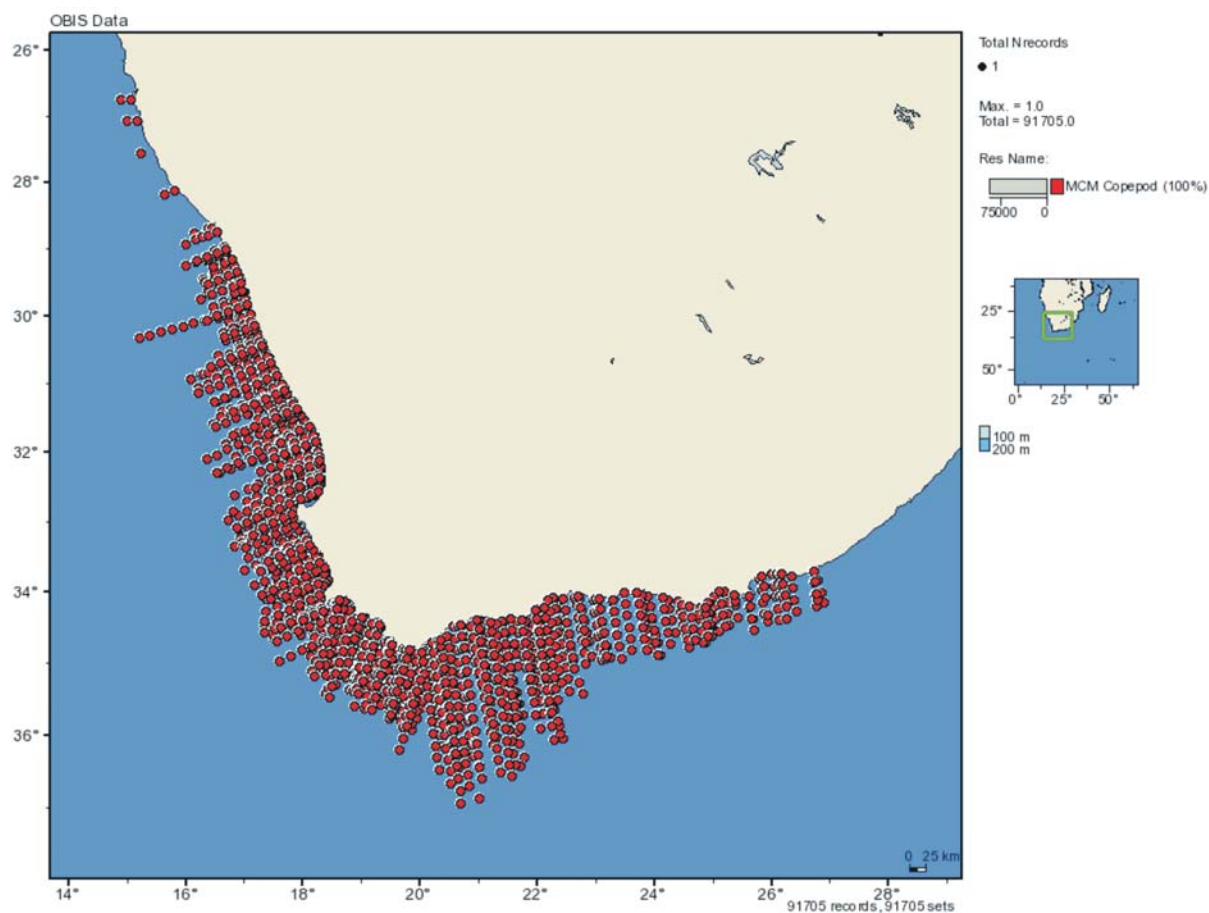 OBIS Data
26°
28°
30°
32°
34°
36°
14°
16°
18°
20°
22°
24°
26°
28°
0 25 km
91705 records, 91705 sets
Total Nrecords
1
Max. = 1.0
Total = 91705.0
Res Name:
MCM Copepod (100%)
75000 0
25°
50°
0° 25° 50°
100 m
200 m